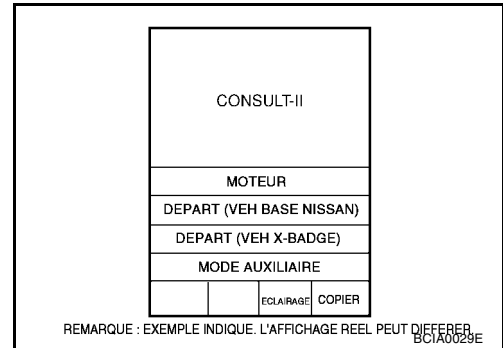 CONSULT-II
MOTEUR
DEPART (VEH BASE NISSAN)
DEPART (VEH X-BADGE)
MODE AUXILIAIRE
ECLAIRAGE COPIER
REMARQUE : EXEMPLE INDIQUE. L'AFFICHAGE REEL PEUT DIFFERER.
BCIA0029E